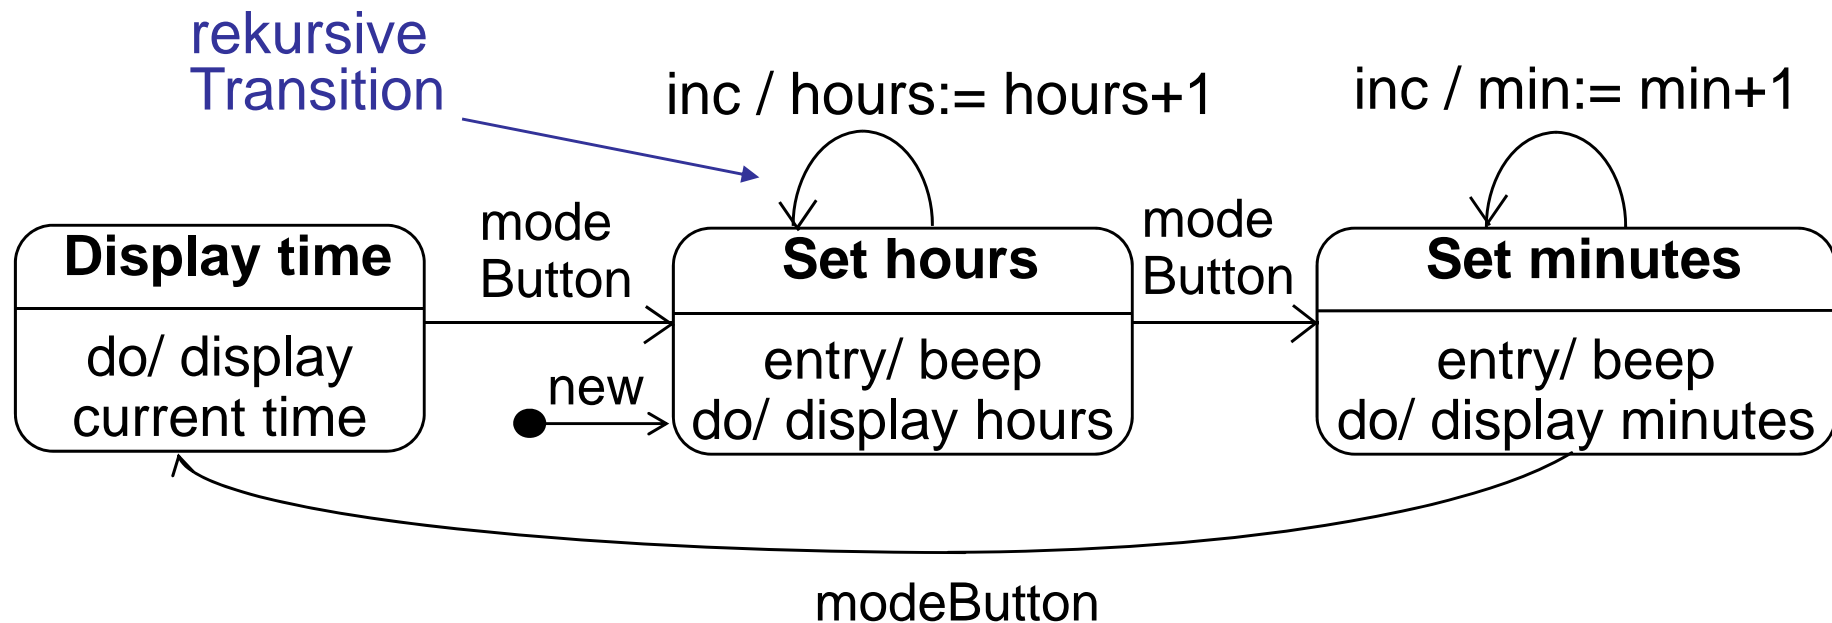 rekursive
Transition
inc / hours:= hours+1
inc / min:= min+1
Display time
do/ display
current time
mode
Button
new
Set hours
entry/ beep
do/ display hours
mode
Button
Set minutes
entry/ beep
do/ display minutes
modeButton